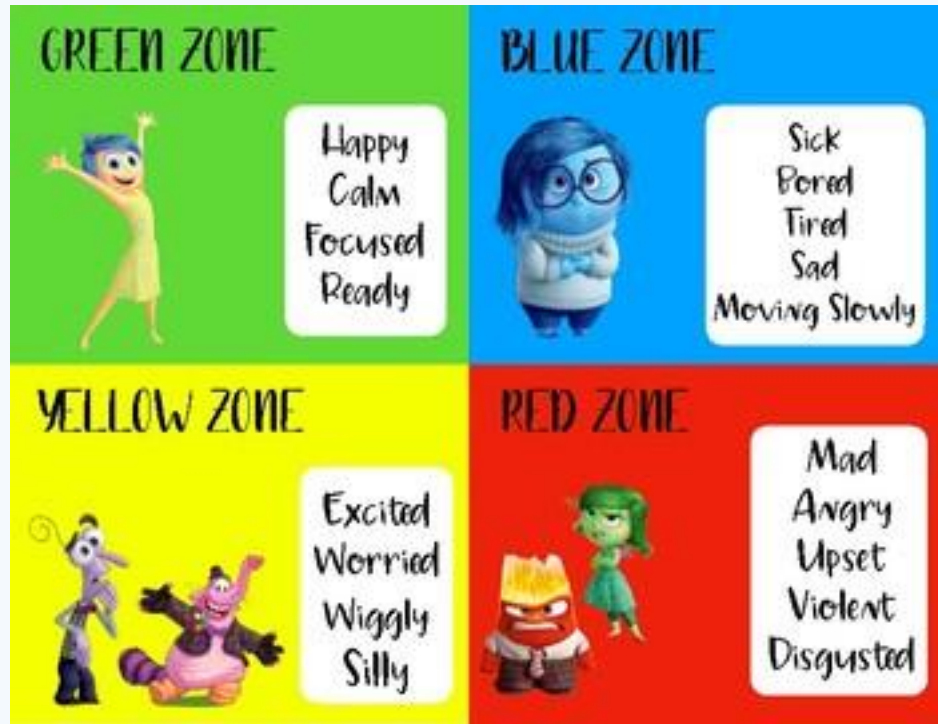 GREEN ZONE
Happy
Calm
Focused
Ready
BLUE ZONE
Sick
Bored
Tired
Sad
Moving Slowly
YELLOW ZONE
Excited
Worried
Wiggly
Silly
RED ZONE
Mad
Angry
Upset
Violent
Disgusted